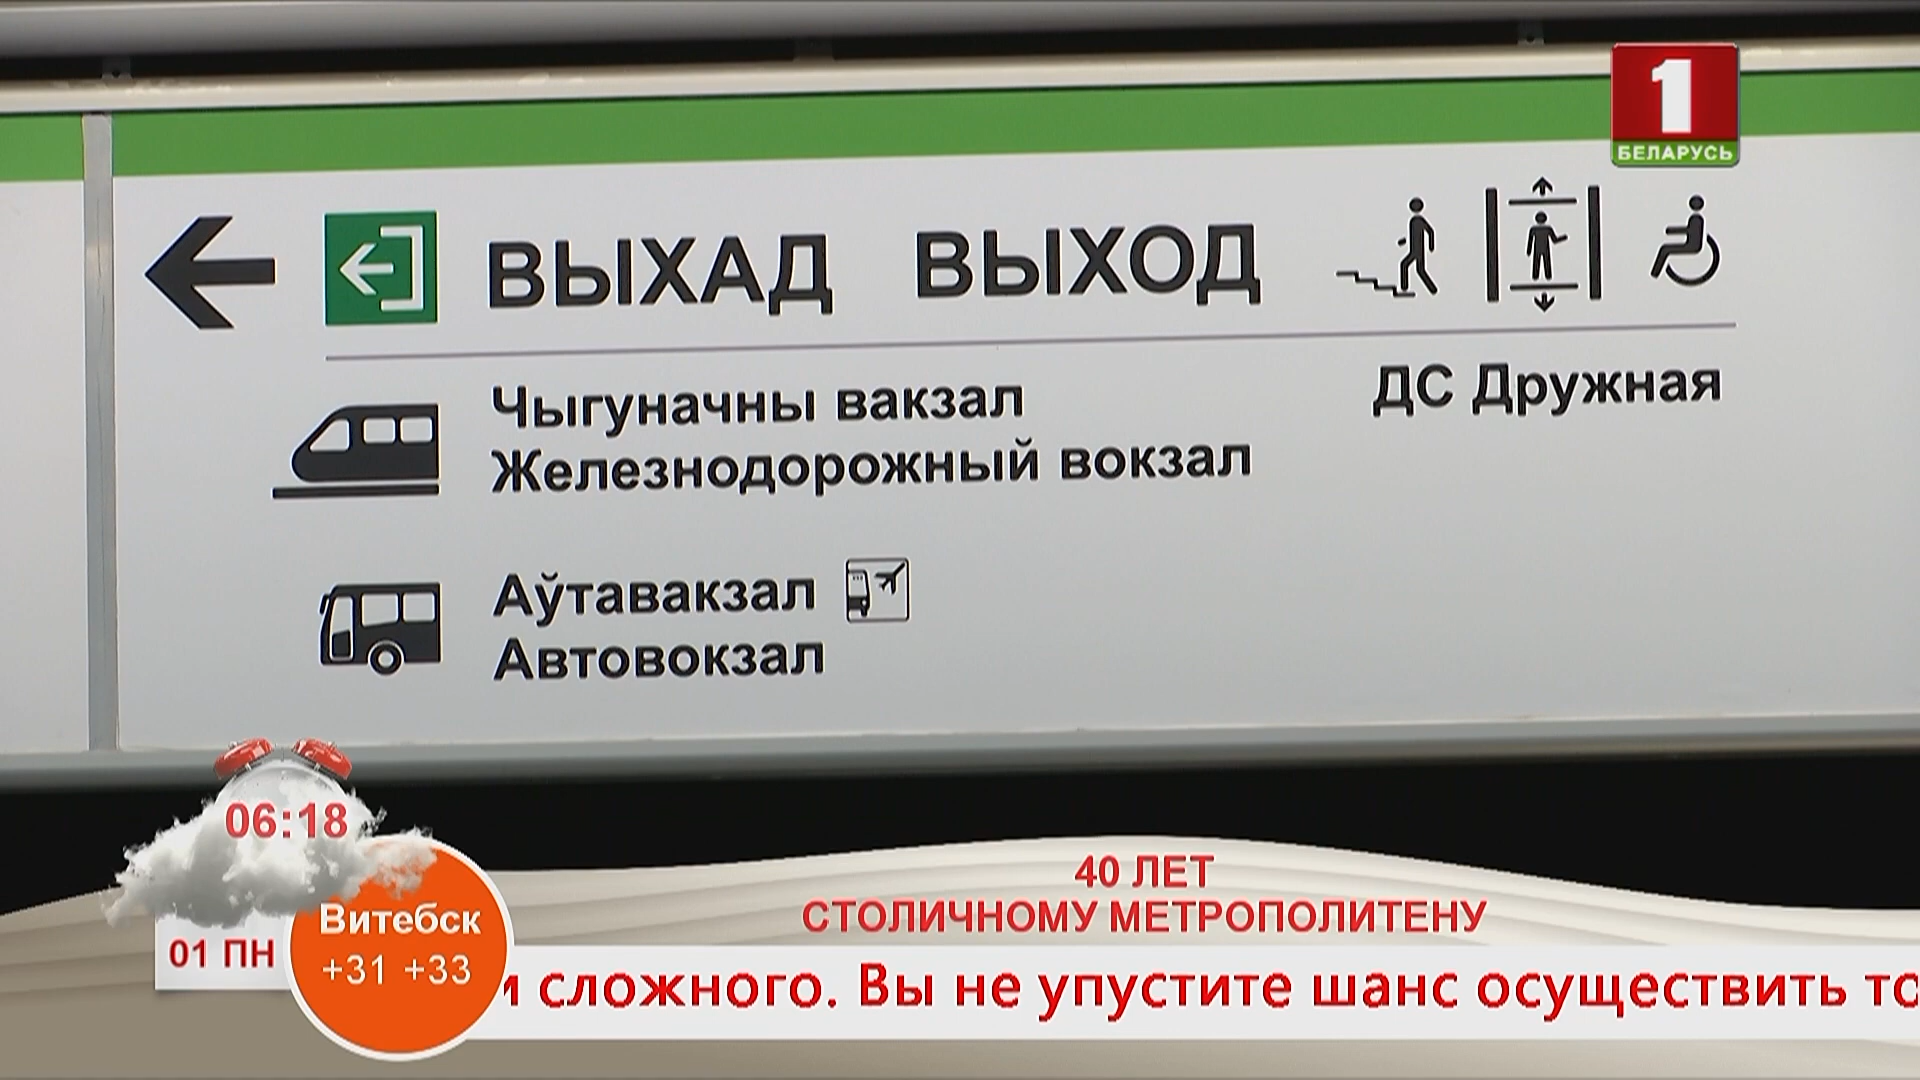 1
БЕЛАРУСЬ
ВЫХАД ВЫХОД
Чыгуначны вакзал
Железнодорожный вокзал
ДС Дружная
Аўтавакзал
Автовокзал
06:18
01 ПН
Витебск
+31 +33
40 ЛЕТ
СТОЛИЧНОМУ МЕТРОПОЛИТЕНУ
сложного. Вы не упустите шанс осуществить